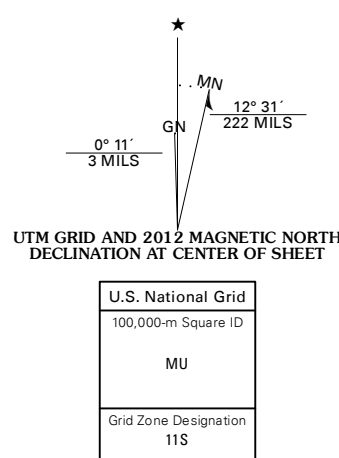 ★
MN
GN
12° 31´
222 MILS
0° 11´
3 MILS
UTM GRID AND 2012 MAGNETIC NORTH
DECLINATION AT CENTER OF SHEET
U.S. National Grid
100,000-m Square ID
MU
Grid Zone Designation
11S